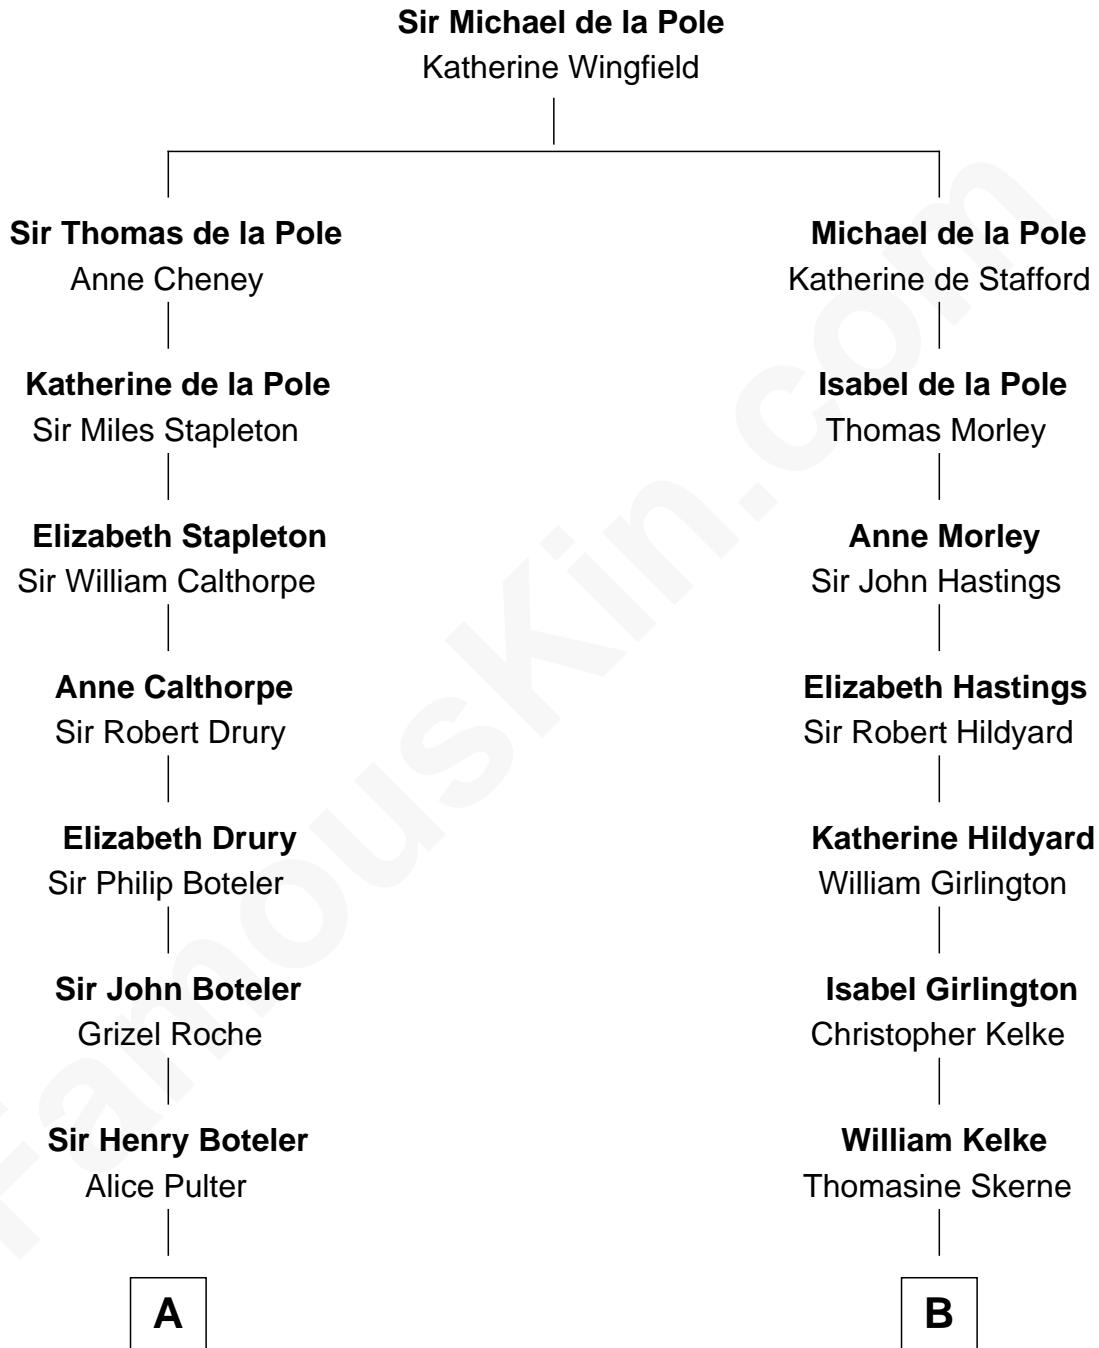 Sir Michael de la Pole
Katherine Wingfield
Sir Thomas de la Pole
Anne Cheney
Michael de la Pole
Katherine de Stafford
Katherine de la Pole
Sir Miles Stapleton
Isabel de la Pole
Thomas Morley
Elizabeth Stapleton
Sir William Calthorpe
Anne Morley
Sir John Hastings
Anne Calthorpe
Sir Robert Drury
Elizabeth Hastings
Sir Robert Hildyard
Elizabeth Drury
Sir Philip Boteler
Katherine Hildyard
William Girlington
Sir John Boteler
Grizel Roche
Isabel Girlington
Christopher Kelke
Sir Henry Boteler
Alice Pulter
William Kelke
Thomasine Skerne
A
B
FamousKin.com